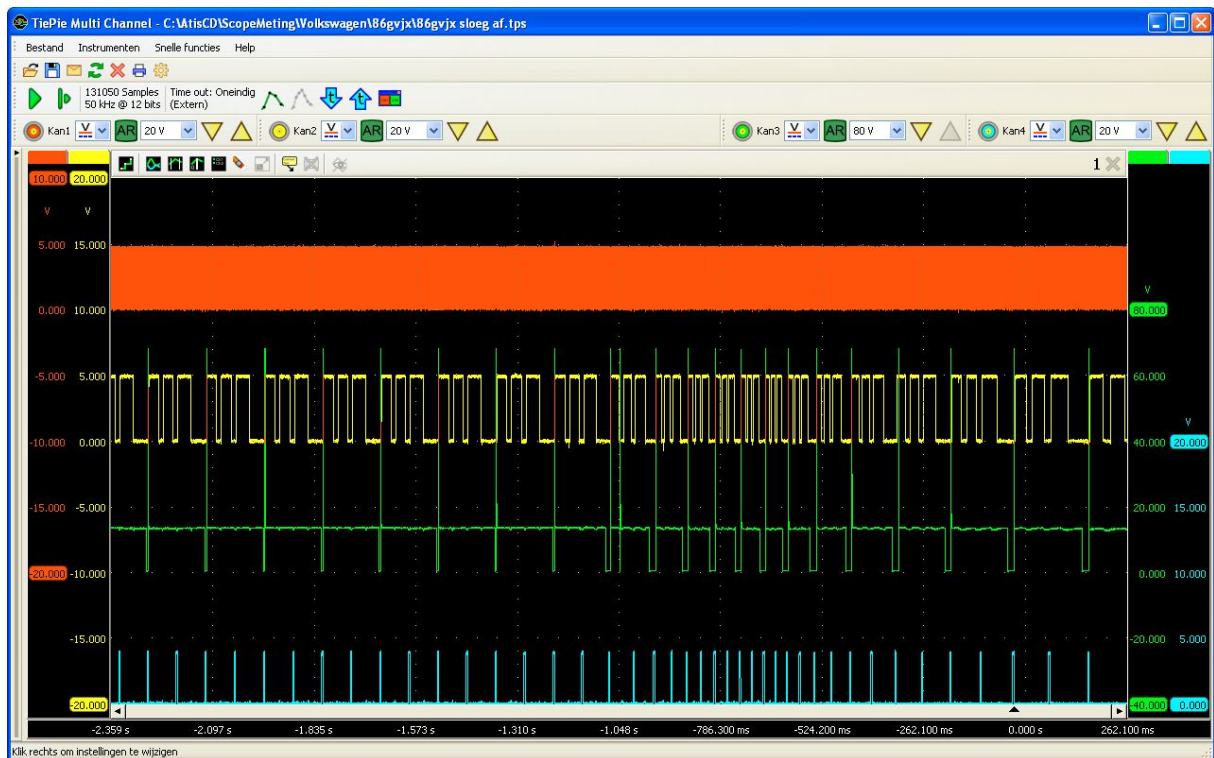 TiePie Multi Channel - C:\AtisCD\ScopeMeting\Volkswagen\86gvjx\86gvjx sloeg af.tps
Bestand Instrumenten Snelle functies Help
131050 Samples Time out: Oneindig
50 kHz @ 12 bits (Extern)
Kan1 AR 20 V Kan2 AR 20 V Kan3 AR 80 V Kan4 AR 20 V
1
10.000 20.000
V V
5.000 15.000
V
0.000 10.000 80.000
-5.000 5.000 60.000
V
-10.000 0.000 40.000 20.000
-15.000 -5.000 20.000 15.000
-20.000 -10.000 0.000 10.000
-15.000 -20.000 5.000
-20.000 -40.000 0.000
-2.359 s -2.097 s -1.835 s -1.573 s -1.310 s -1.048 s -786.300 ms -524.200 ms -262.100 ms 0.000 s 262.100 ms
Klik rechts om instellingen te wijzigen